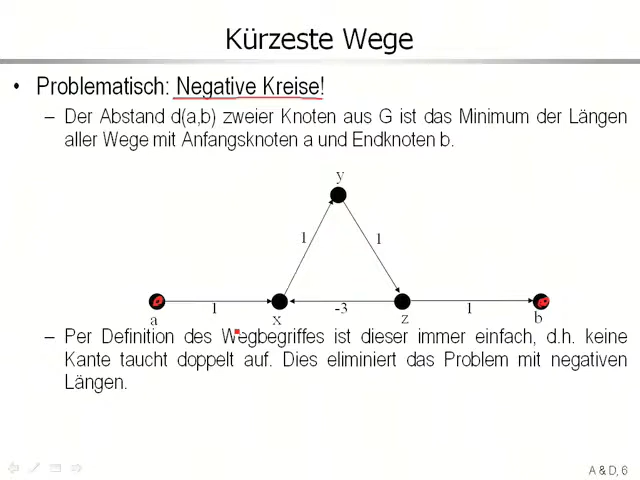 Kürzeste Wege
• Problematisch: Negative Kreise!
– Der Abstand d(a,b) zweier Knoten aus G ist das Minimum der Längen
aller Wege mit Anfangsknoten a und Endknoten b.
y
1 1
1 -3 1
a x z b
– Per Definition des Wegbegriffes ist dieser immer einfach, d.h. keine
Kante taucht doppelt auf. Dies eliminiert das Problem mit negativen
Längen.
A & D, 6